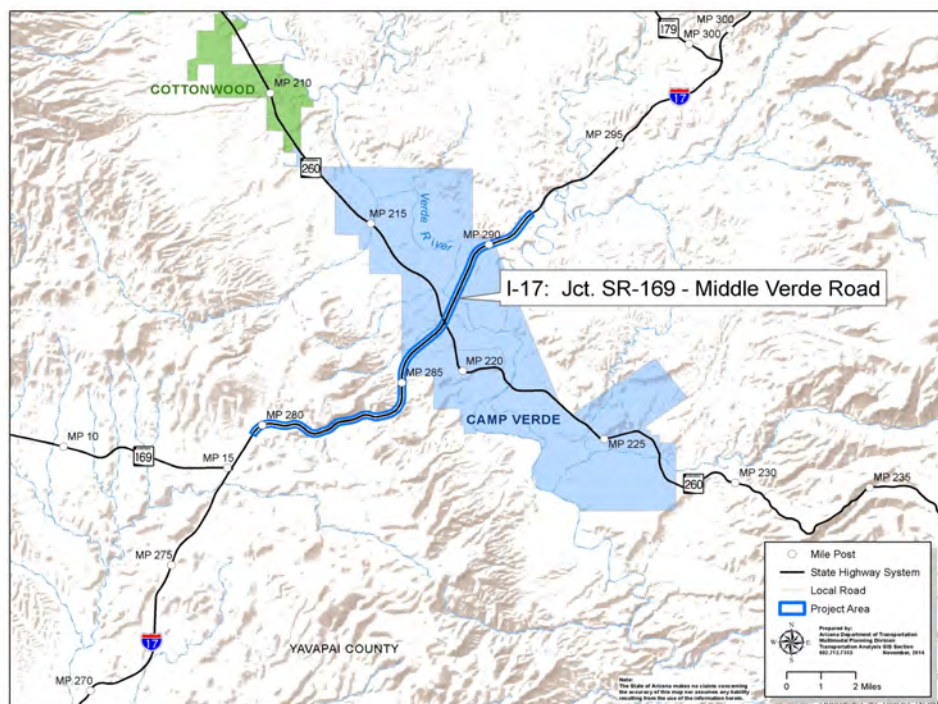 179
MP 300
MP 300
17
MP 210
COTTONWOOD
MP 295
260
Verde
River
MP 215
MP 290
I-17: Jct. SR-169 - Middle Verde Road
MP 220
MP 285
CAMP VERDE
MP 280
MP 10
169
MP 15
MP 225
260
MP 230
MP 235
MP 275
17
YAVAPAI COUNTY
MP 270
Mile Post
State Highway System
Local Road
Project Area
N
W E
S
Prepared by:
Arizona Department of Transportation
Multimodal Planning Division
Transportation Analysis GIS Section
602.712.7333 November, 2014
0 1 2 Miles
Note:
The State of Arizona makes no claims concerning
the accuracy of this map nor assumes any liability
resulting from the use of the information herein.